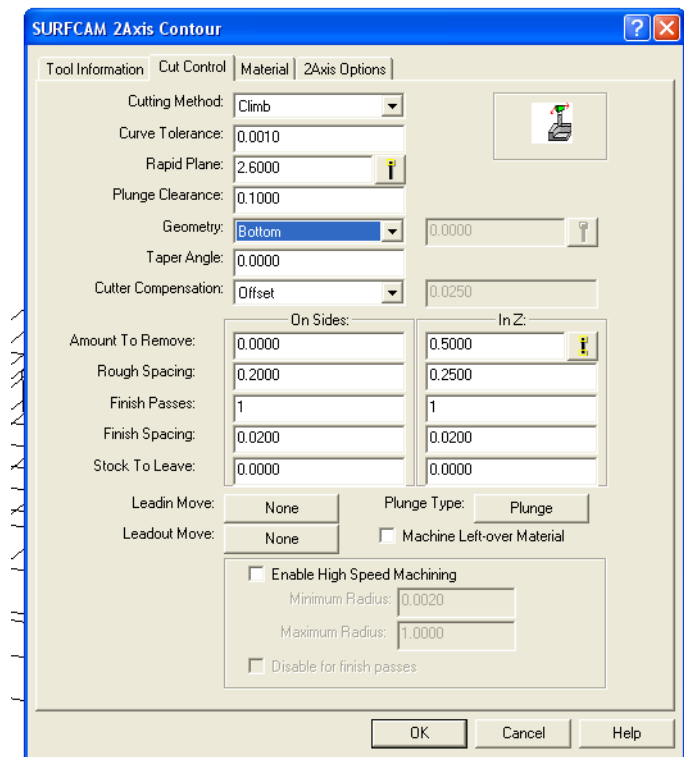 SURFCAM 2Axis Contour
Tool Information Cut Control Material 2Axis Options
Cutting Method: Climb
Curve Tolerance: 0.0010
Rapid Plane: 2.6000
Plunge Clearance: 0.1000
Geometry: Bottom 0.0000
Taper Angle: 0.0000
Cutter Compensation: Offset 0.0250
On Sides: In Z:
Amount To Remove: 0.0000 0.5000
Rough Spacing: 0.2000 0.2500
Finish Passes: 1 1
Finish Spacing: 0.0200 0.0200
Stock To Leave: 0.0000 0.0000
Leadin Move: None Plunge Type: Plunge
Leadout Move: None Machine Left-over Material
Enable High Speed Machining
Minimum Radius: 0.0020
Maximum Radius: 1.0000
Disable for finish passes
OK Cancel Help